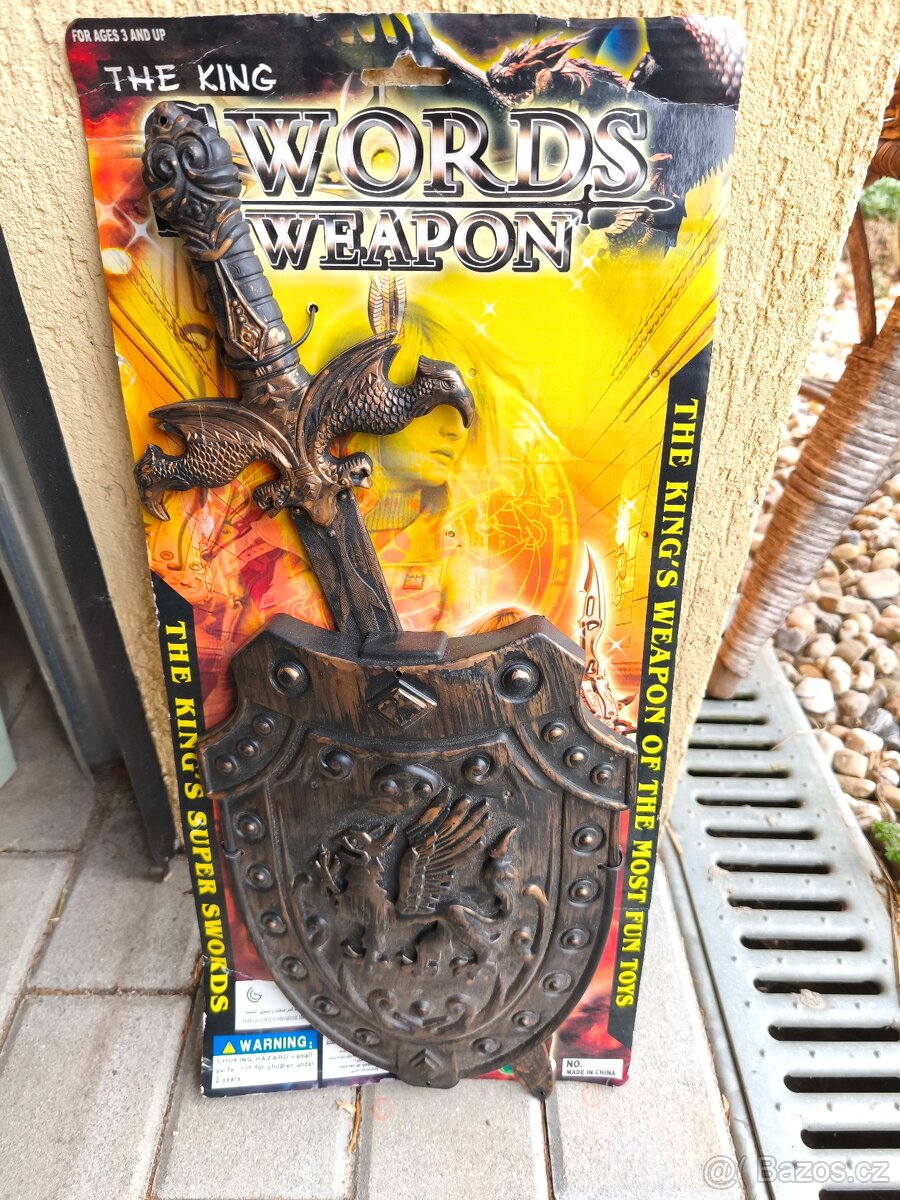 FOR AGES 3 AND UP
THE KING
SWORDS
WEAPON
THE KING'S WEAPON OF THE MOST FUN TOYS
THE KING'S SUPER SWORDS
WARNING:
CHOKING HAZARD-small
parts. not for children under
3 years
NO.
MADE IN CHINA
@ Bazos.cz